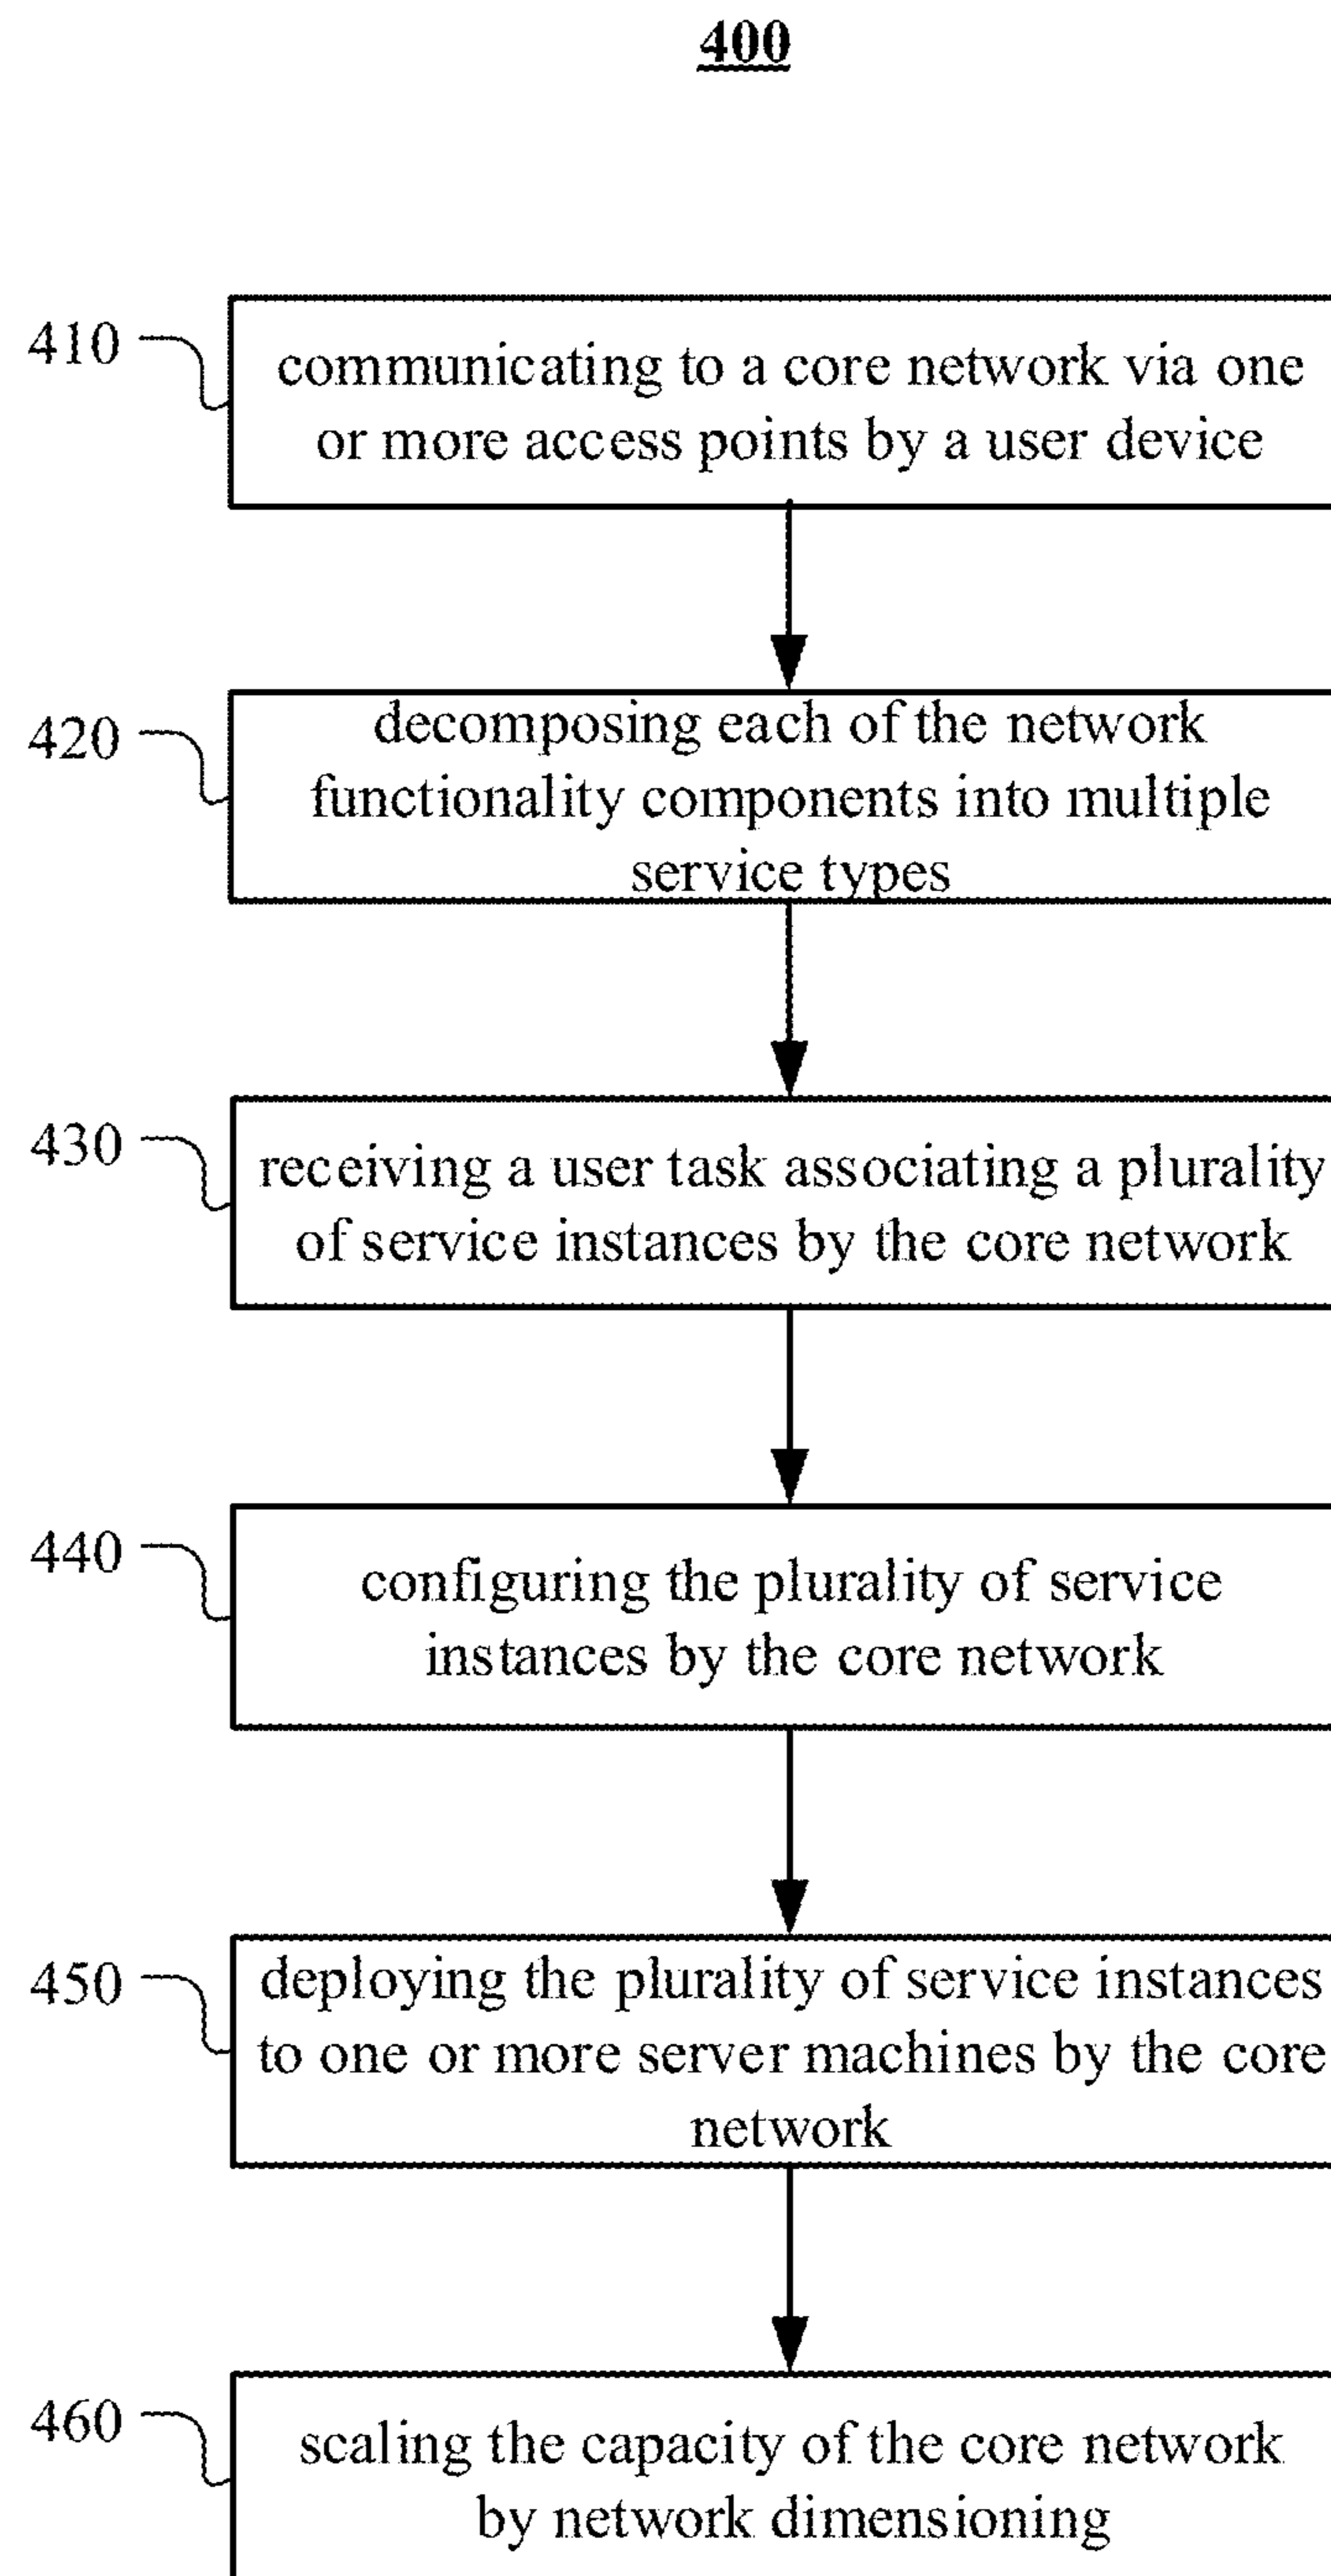 400
410
communicating to a core network via one
or more access points by a user device
420
decomposing each of the network
functionality components into multiple
service types
430
receiving a user task associating a plurality
of service instances by the core network
440
configuring the plurality of service
instances by the core network
450
deploying the plurality of service instances
to one or more server machines by the core
network
460
scaling the capacity of the core network
by network dimensioning